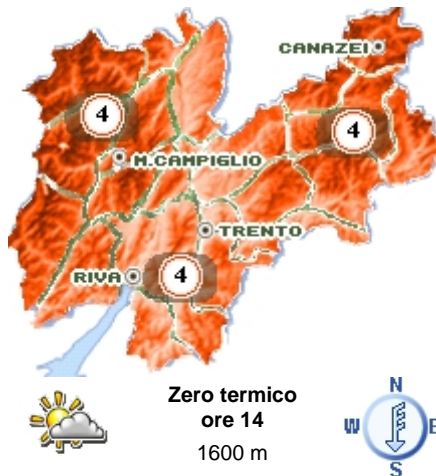 CANAZEI
4
4
M.CAMPIGLIO
TRENTO
RIVA
4
Zero termico
ore 14
1600 m
N
W
E
S